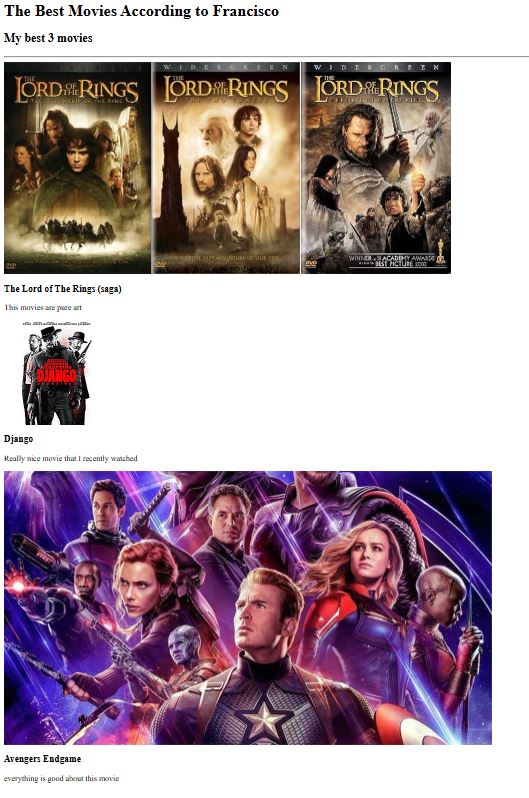 The Best Movies According to Francisco
My best 3 movies
WIDESCREEN
WIDESCREEN
THE LORD OF THE RINGS
THE FELLOWSHIP OF THE RING
THE LORD OF THE RINGS
THE TWO TOWERS
THE LORD OF THE RINGS
THE RETURN OF THE KING
DVD
DVD
DVD
WINNER
ACADEMY AWARDS
BEST PICTURE 2003
The Lord of The Rings (saga)
This movies are pure art
DJANGO
Django
Really nice movie that I recently watched
Avengers Endgame
everything is good about this movie